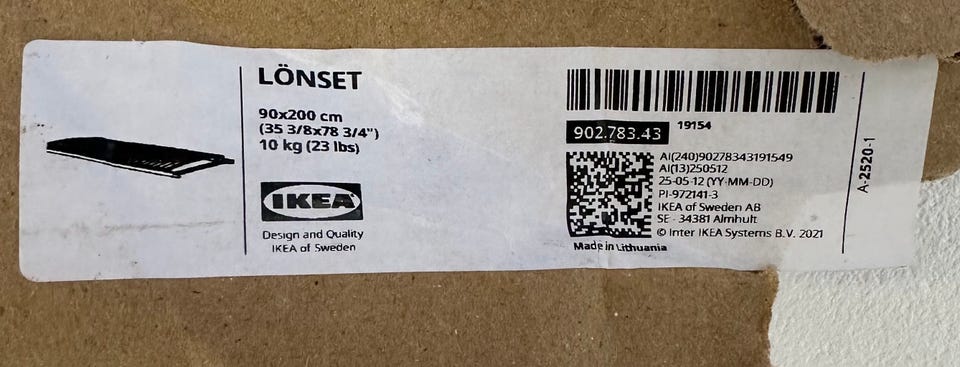 LÖNSET
90x200 cm
(35 3/8x78 3/4")
10 kg (23 lbs)
IKEA
Design and Quality
IKEA of Sweden
902.783.43 19154
AI(240)90278343191549
AI(13)250512
25-05-12 (YY-MM-DD)
PI-972141-3
IKEA of Sweden AB
SE - 34381 Älmhult
© Inter IKEA Systems B.V. 2021
Made in Lithuania
A-2520-1